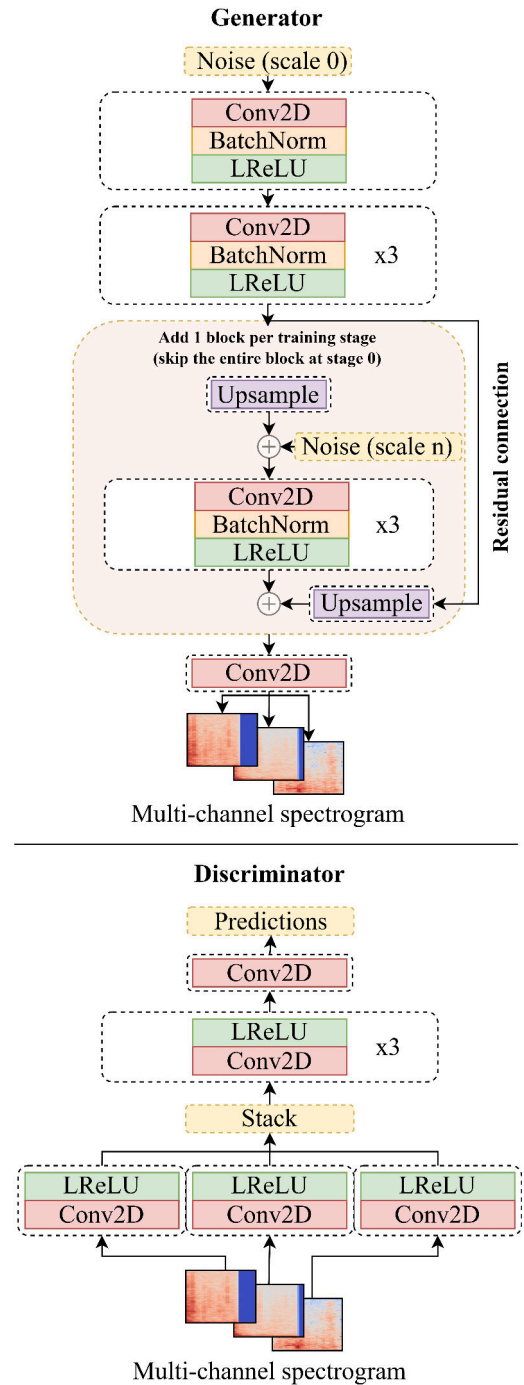 Generator
Noise (scale 0)
Conv2D
BatchNorm
LReLU
Conv2D
BatchNorm
LReLU
x3
Add 1 block per training stage
(skip the entire block at stage 0)
Upsample
Noise (scale n)
Conv2D
BatchNorm
LReLU
x3
Upsample
Residual connection
Conv2D
Multi-channel spectrogram
Discriminator
Predictions
Conv2D
LReLU
Conv2D
x3
Stack
LReLU
Conv2D
LReLU
Conv2D
LReLU
Conv2D
Multi-channel spectrogram